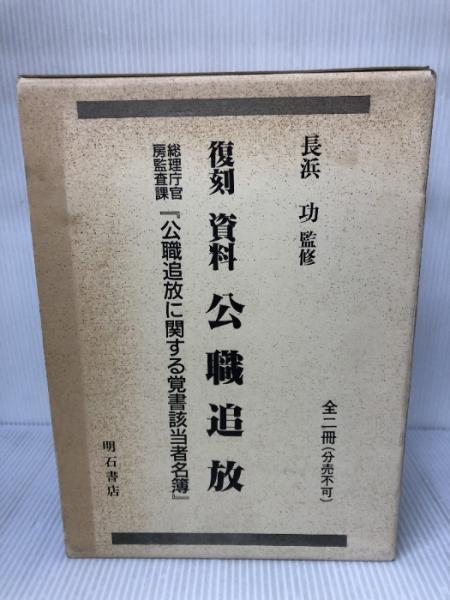 長浜 功 監修
復刻 資料 公職追放
全二冊(分売不可)
総理庁官房監査課
『公職追放に関する覚書該当者名簿』
明石書店